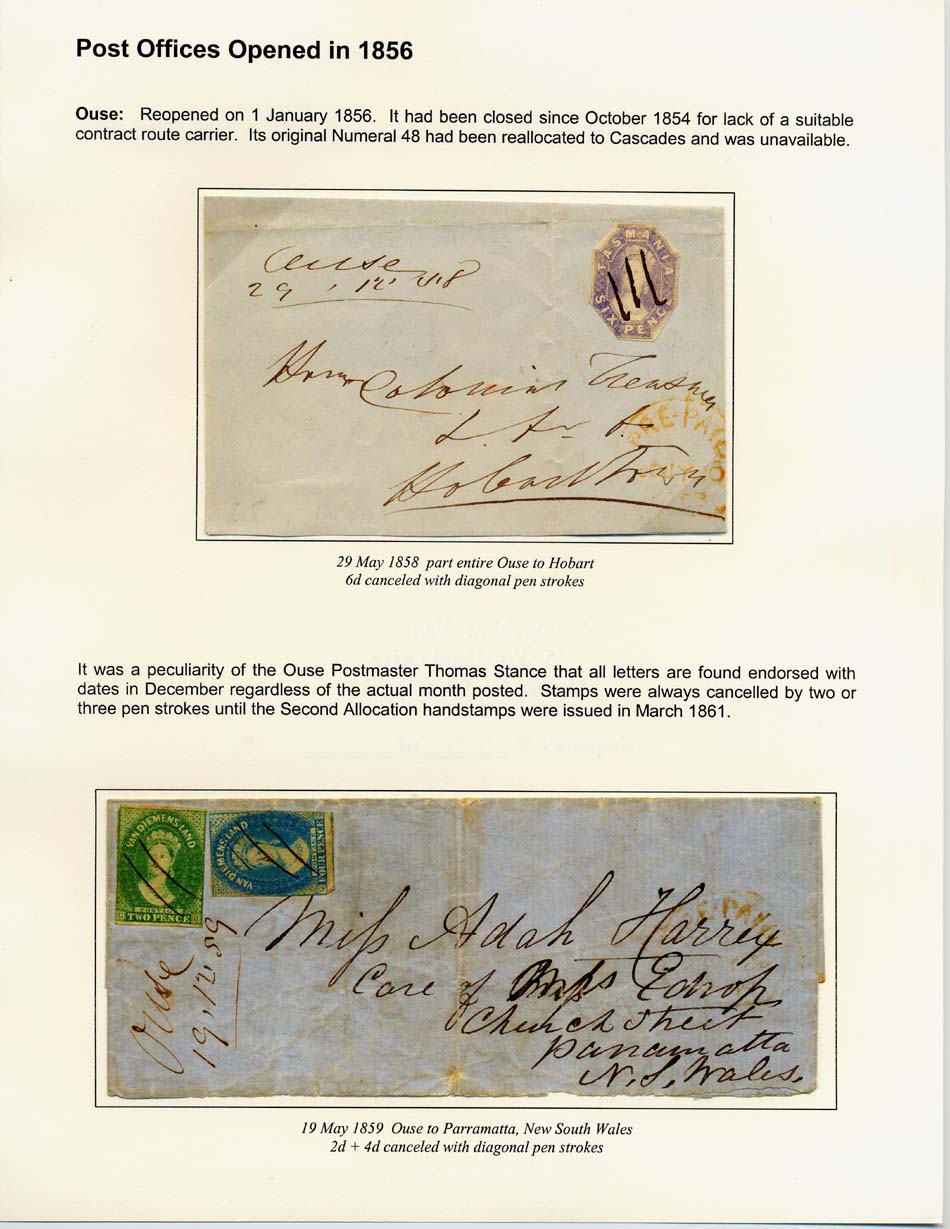 Post Offices Opened in 1856
Ouse: Reopened on 1 January 1856. It had been closed since October 1854 for lack of a suitable
contract route carrier. Its original Numeral 48 had been reallocated to Cascades and was unavailable.
Ouse
29 . 12 . 58
TASMANIA
SIX PENC
Colonial Treasurer
PRE-PAID
Hobart Town
29 May 1858 part entire Ouse to Hobart
6d canceled with diagonal pen strokes
It was a peculiarity of the Ouse Postmaster Thomas Stance that all letters are found endorsed with
dates in December regardless of the actual month posted. Stamps were always cancelled by two or
three pen strokes until the Second Allocation handstamps were issued in March 1861.
VAN DIEMENS LAND
POSTAGE
TWO PENCE
VAN DIEMENS LAND
FOUR PENCE
Ouse
19, 12, 59
Miss Adah Harrex
Care of Edrop
Church Street
Parramatta
N. S. Wales.
19 May 1859 Ouse to Parramatta, New South Wales
2d + 4d canceled with diagonal pen strokes